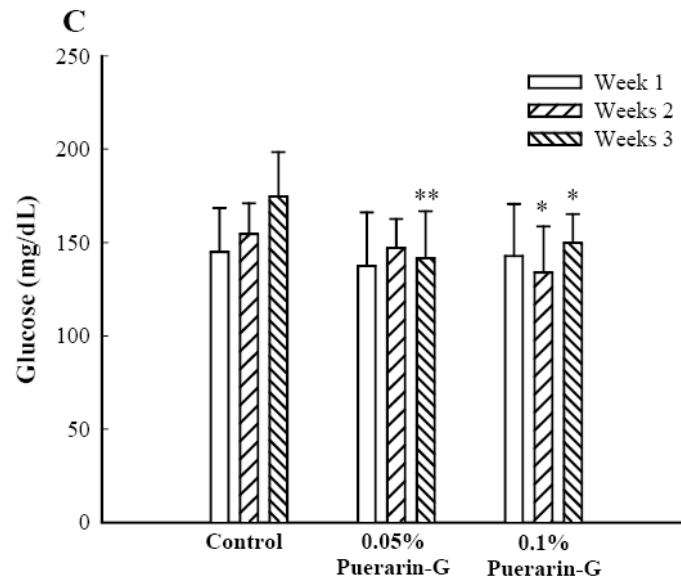 C
250
200
150
100
50
0
Glucose (mg/dL)
Week 1
Weeks 2
Weeks 3
**
*
*
Control
0.05%
Puerarin-G
0.1%
Puerarin-G